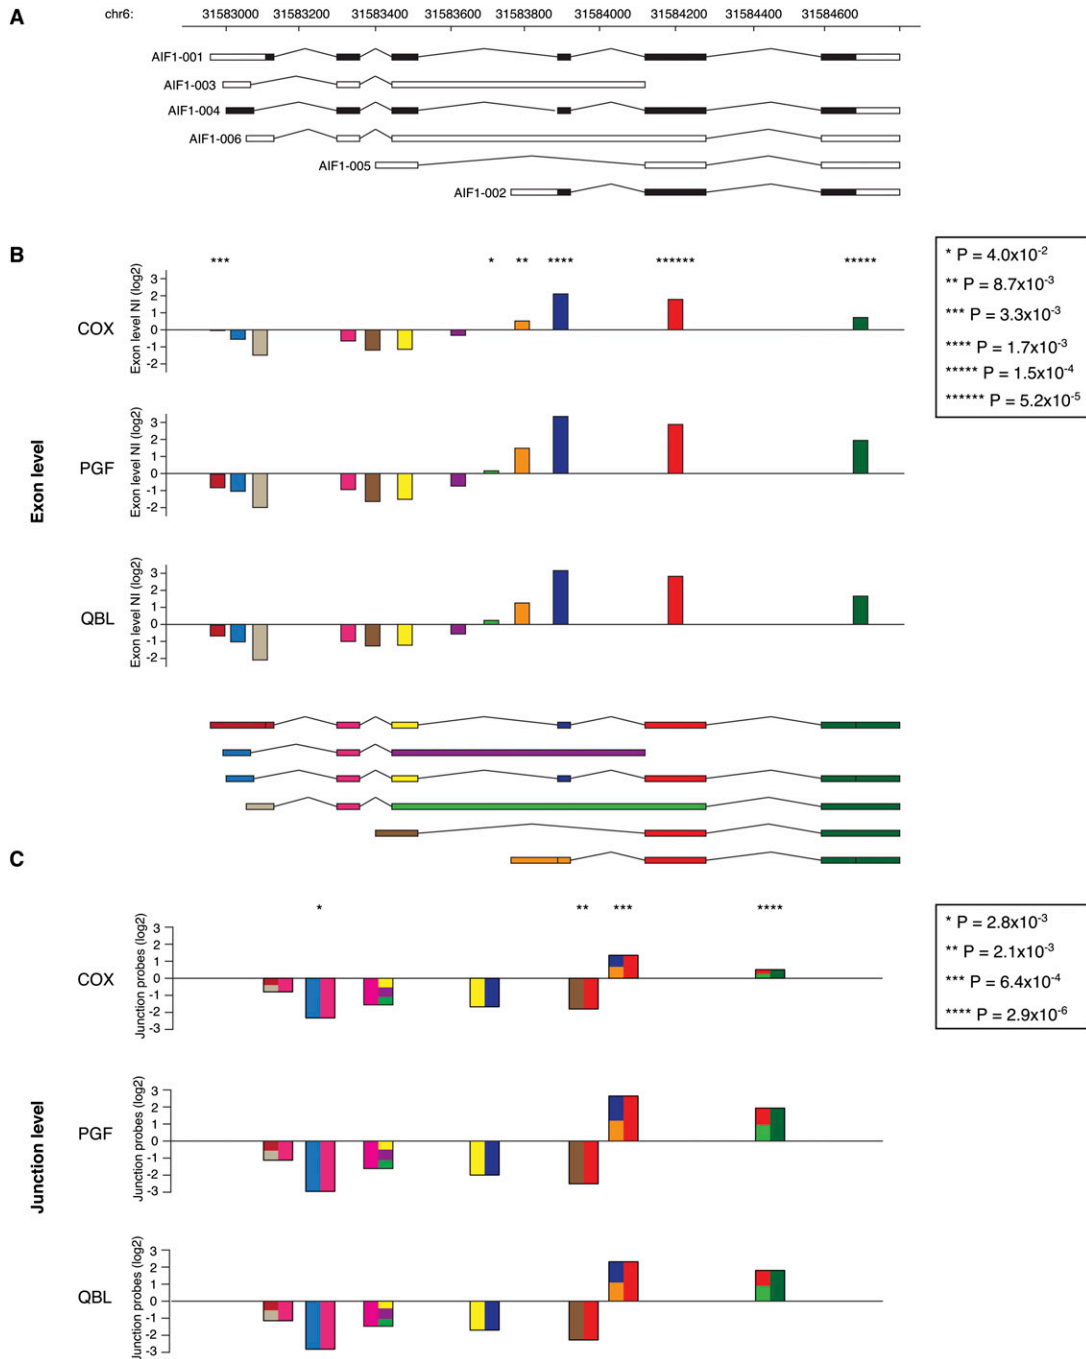 A
chr6: 31583000 31583200 31583400 31583600 31583800 31584000 31584200 31584400 31584600
AIF1-001
AIF1-003
AIF1-004
AIF1-006
AIF1-005
AIF1-002
B
*** * ** **** ****** *****
* P = 4.0x10-2
** P = 8.7x10-3
*** P = 3.3x10-3
**** P = 1.7x10-3
***** P = 1.5x10-4
****** P = 5.2x10-5
Exon level
COX
Exon level NI (log2)
3
2
1
0
-1
-2
PGF
Exon level NI (log2)
3
2
1
0
-1
-2
QBL
Exon level NI (log2)
3
2
1
0
-1
-2
C
* ** *** ****
* P = 2.8x10-3
** P = 2.1x10-3
*** P = 6.4x10-4
**** P = 2.9x10-6
Junction level
COX
Junction probes (log2)
3
2
1
0
-1
-2
-3
PGF
Junction probes (log2)
3
2
1
0
-1
-2
-3
QBL
Junction probes (log2)
3
2
1
0
-1
-2
-3